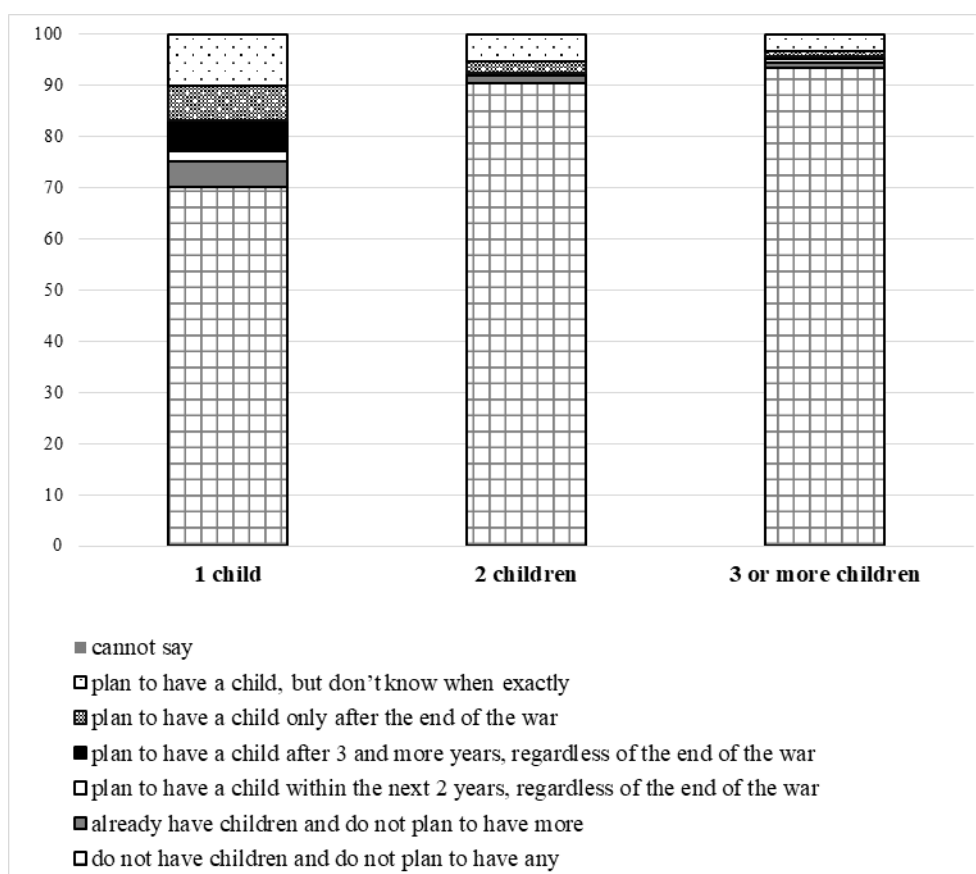 100
90
80
70
60
50
40
30
20
10
0
1 child 2 children 3 or more children
cannot say
plan to have a child, but don’t know when exactly
plan to have a child only after the end of the war
plan to have a child after 3 and more years, regardless of the end of the war
plan to have a child within the next 2 years, regardless of the end of the war
already have children and do not plan to have more
do not have children and do not plan to have any